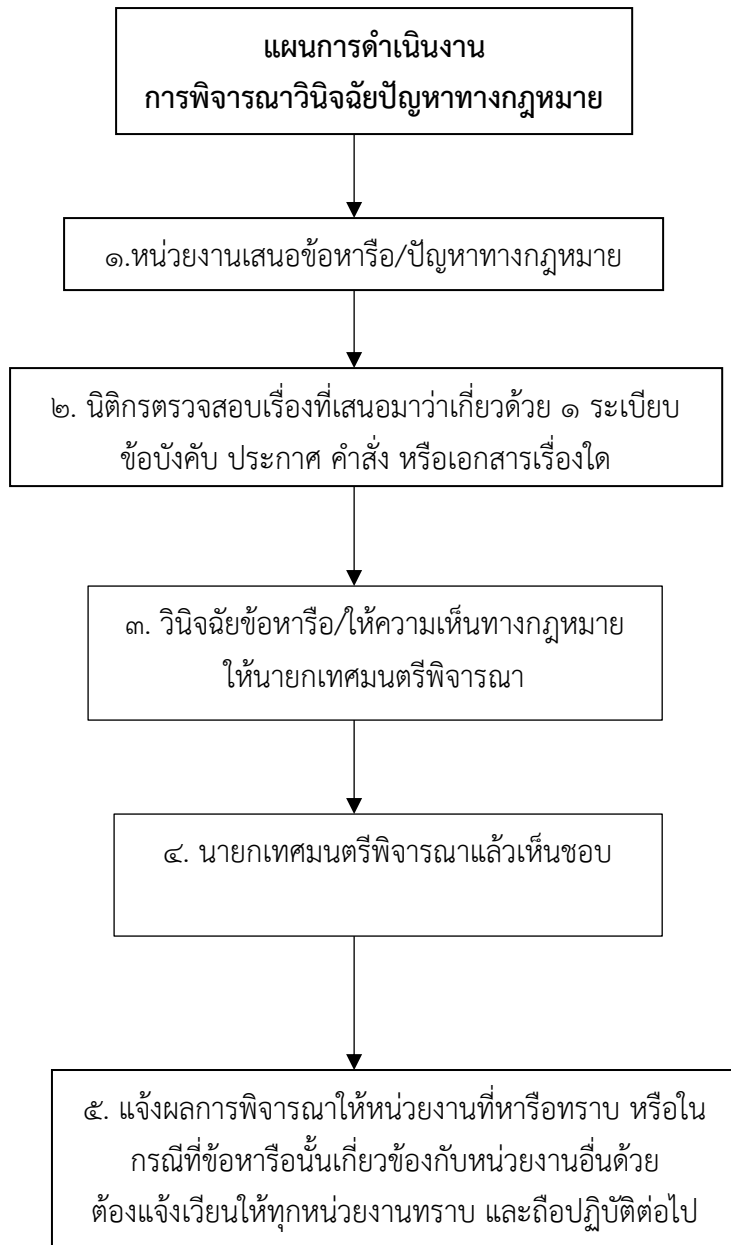 แผนการดำเนินงาน
การพิจารณาวินิจฉัยปัญหาทางกฎหมาย
๑.หน่วยงานเสนอข้อหารือ/ปัญหาทางกฎหมาย
๒. นิติกรตรวจสอบเรื่องที่เสนอมาว่าเกี่ยวด้วย ๑ ระเบียบ
ข้อบังคับ ประกาศ คำสั่ง หรือเอกสารเรื่องใด
๓. วินิจฉัยข้อหารือ/ให้ความเห็นทางกฎหมาย
ให้นายกเทศมนตรีพิจารณา
๔. นายกเทศมนตรีพิจารณาแล้วเห็นชอบ
๕. แจ้งผลการพิจารณาให้หน่วยงานที่หารือทราบ หรือใน
กรณีที่ข้อหารือนั้นเกี่ยวข้องกับหน่วยงานอื่นด้วย
ต้องแจ้งเวียนให้ทุกหน่วยงานทราบ และถือปฏิบัติต่อไป